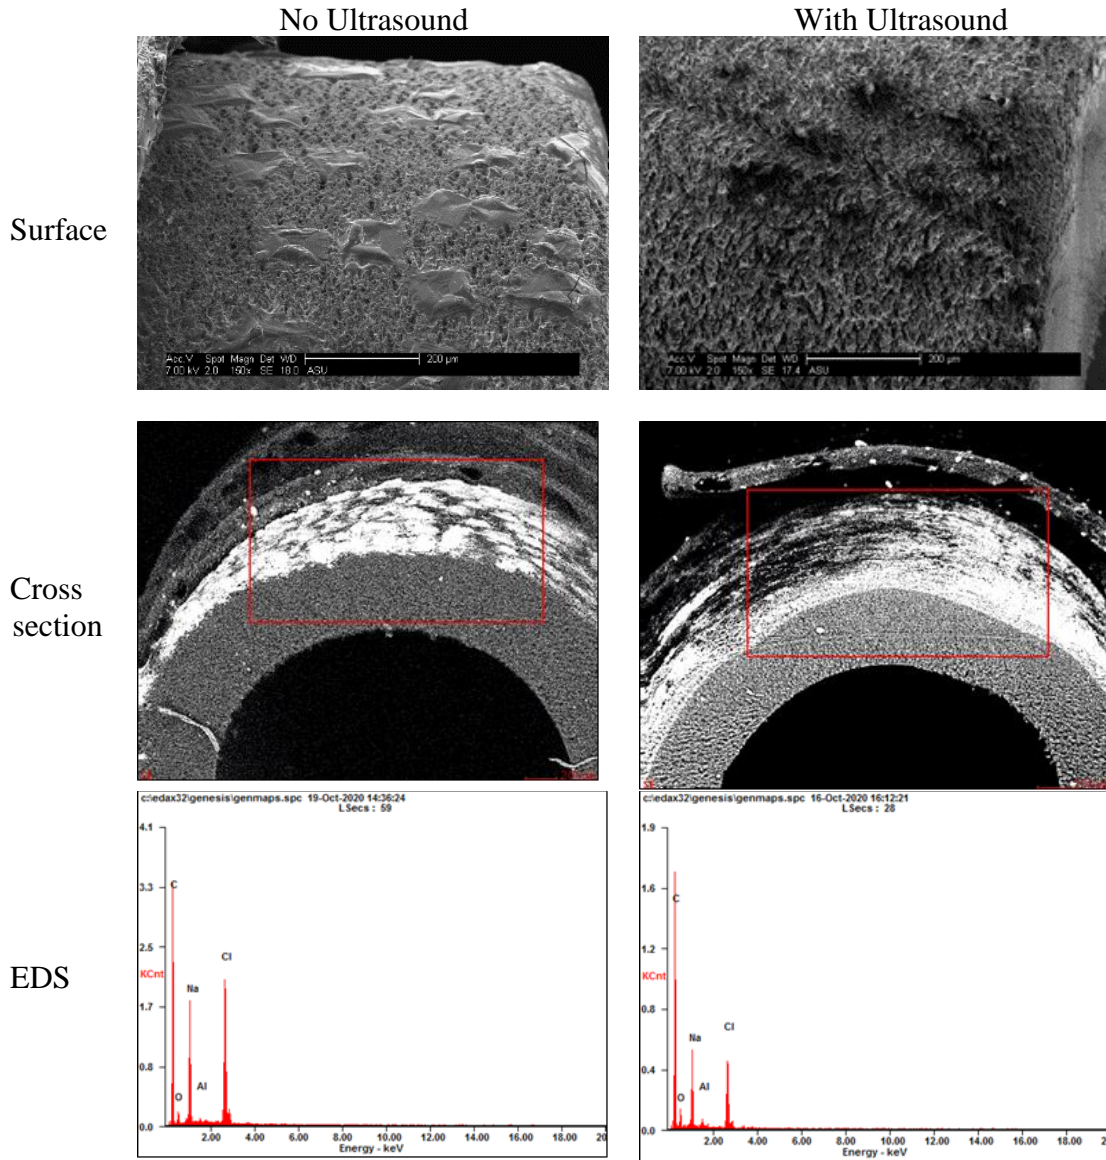 No Ultrasound
With Ultrasound
Surface
Acc.V Spot Magn Det WD 200 µm
7.00 kV 2.0 150x SE 18.0 ASU
Acc.V Spot Magn Det WD 200 µm
7.00 kV 2.0 150x SE 17.4 ASU
Cross
section
SE
SE
EDS
c:\edax32\genesis\genmaps.spc 19-Oct-2020 14:36:24
LSecs : 59
4.1
3.3
2.5
KCnt
1.7
0.8
0.0
C
O
Na
Al
Cl
2.00 4.00 6.00 8.00 10.00 12.00 14.00 16.00 18.00 20
Energy - keV
c:\edax32\genesis\genmaps.spc 16-Oct-2020 16:12:21
LSecs : 28
1.9
1.6
1.2
KCnt
0.8
0.4
0.0
C
O
Na
Al
Cl
2.00 4.00 6.00 8.00 10.00 12.00 14.00 16.00 18.00 2
Energy - keV